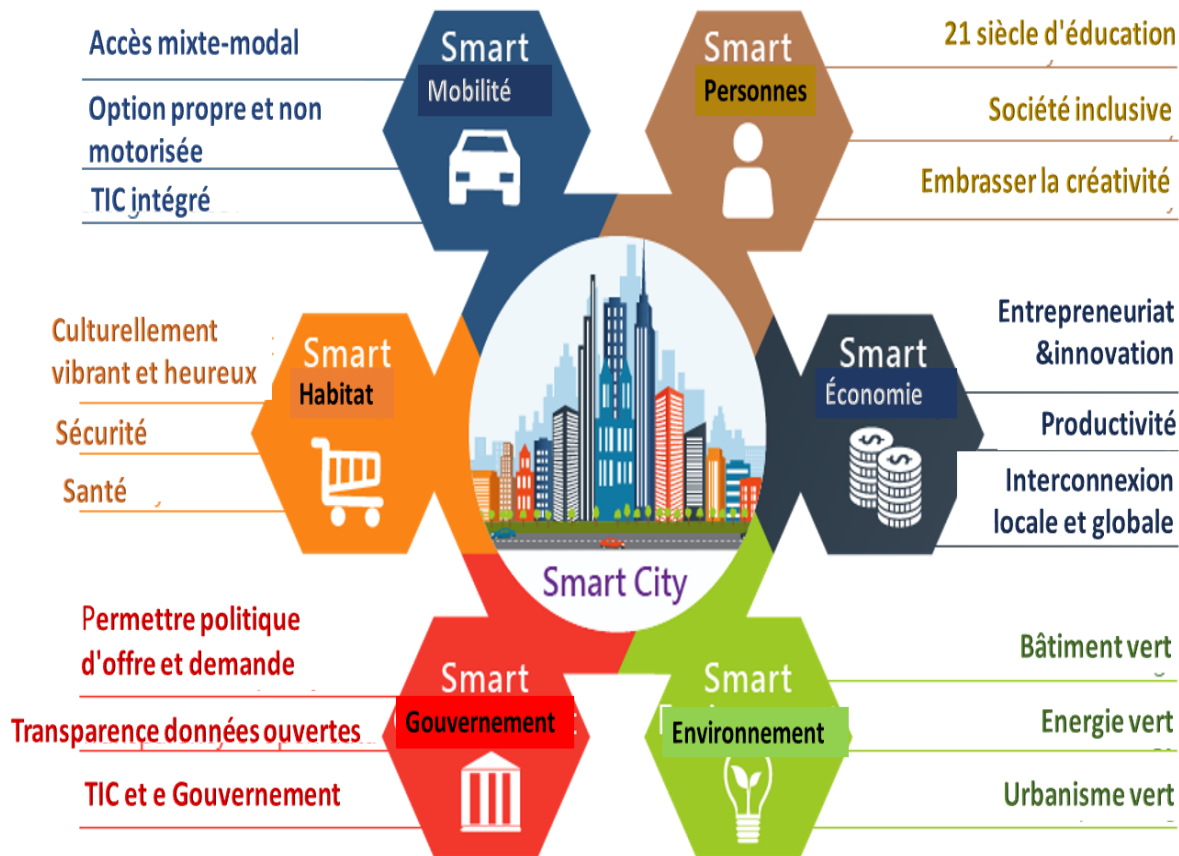 Accès mixte-modal
Option propre et non
motorisée
TIC intégré
Smart
Mobilité
Smart
Personnes
21 siècle d'éducation
Société inclusive
Embrasser la créativité
Culturellement
vibrant et heureux
Sécurité
Santé
Smart
Habitat
Smart
Économie
Entrepreneuriat
&innovation
Productivité
Interconnexion
locale et globale
Smart City
Permettre politique
d'offre et demande
Transparence données ouvertes
TIC et e Gouvernement
Smart
Gouvernement
Smart
Environnement
Bâtiment vert
Energie vert
Urbanisme vert